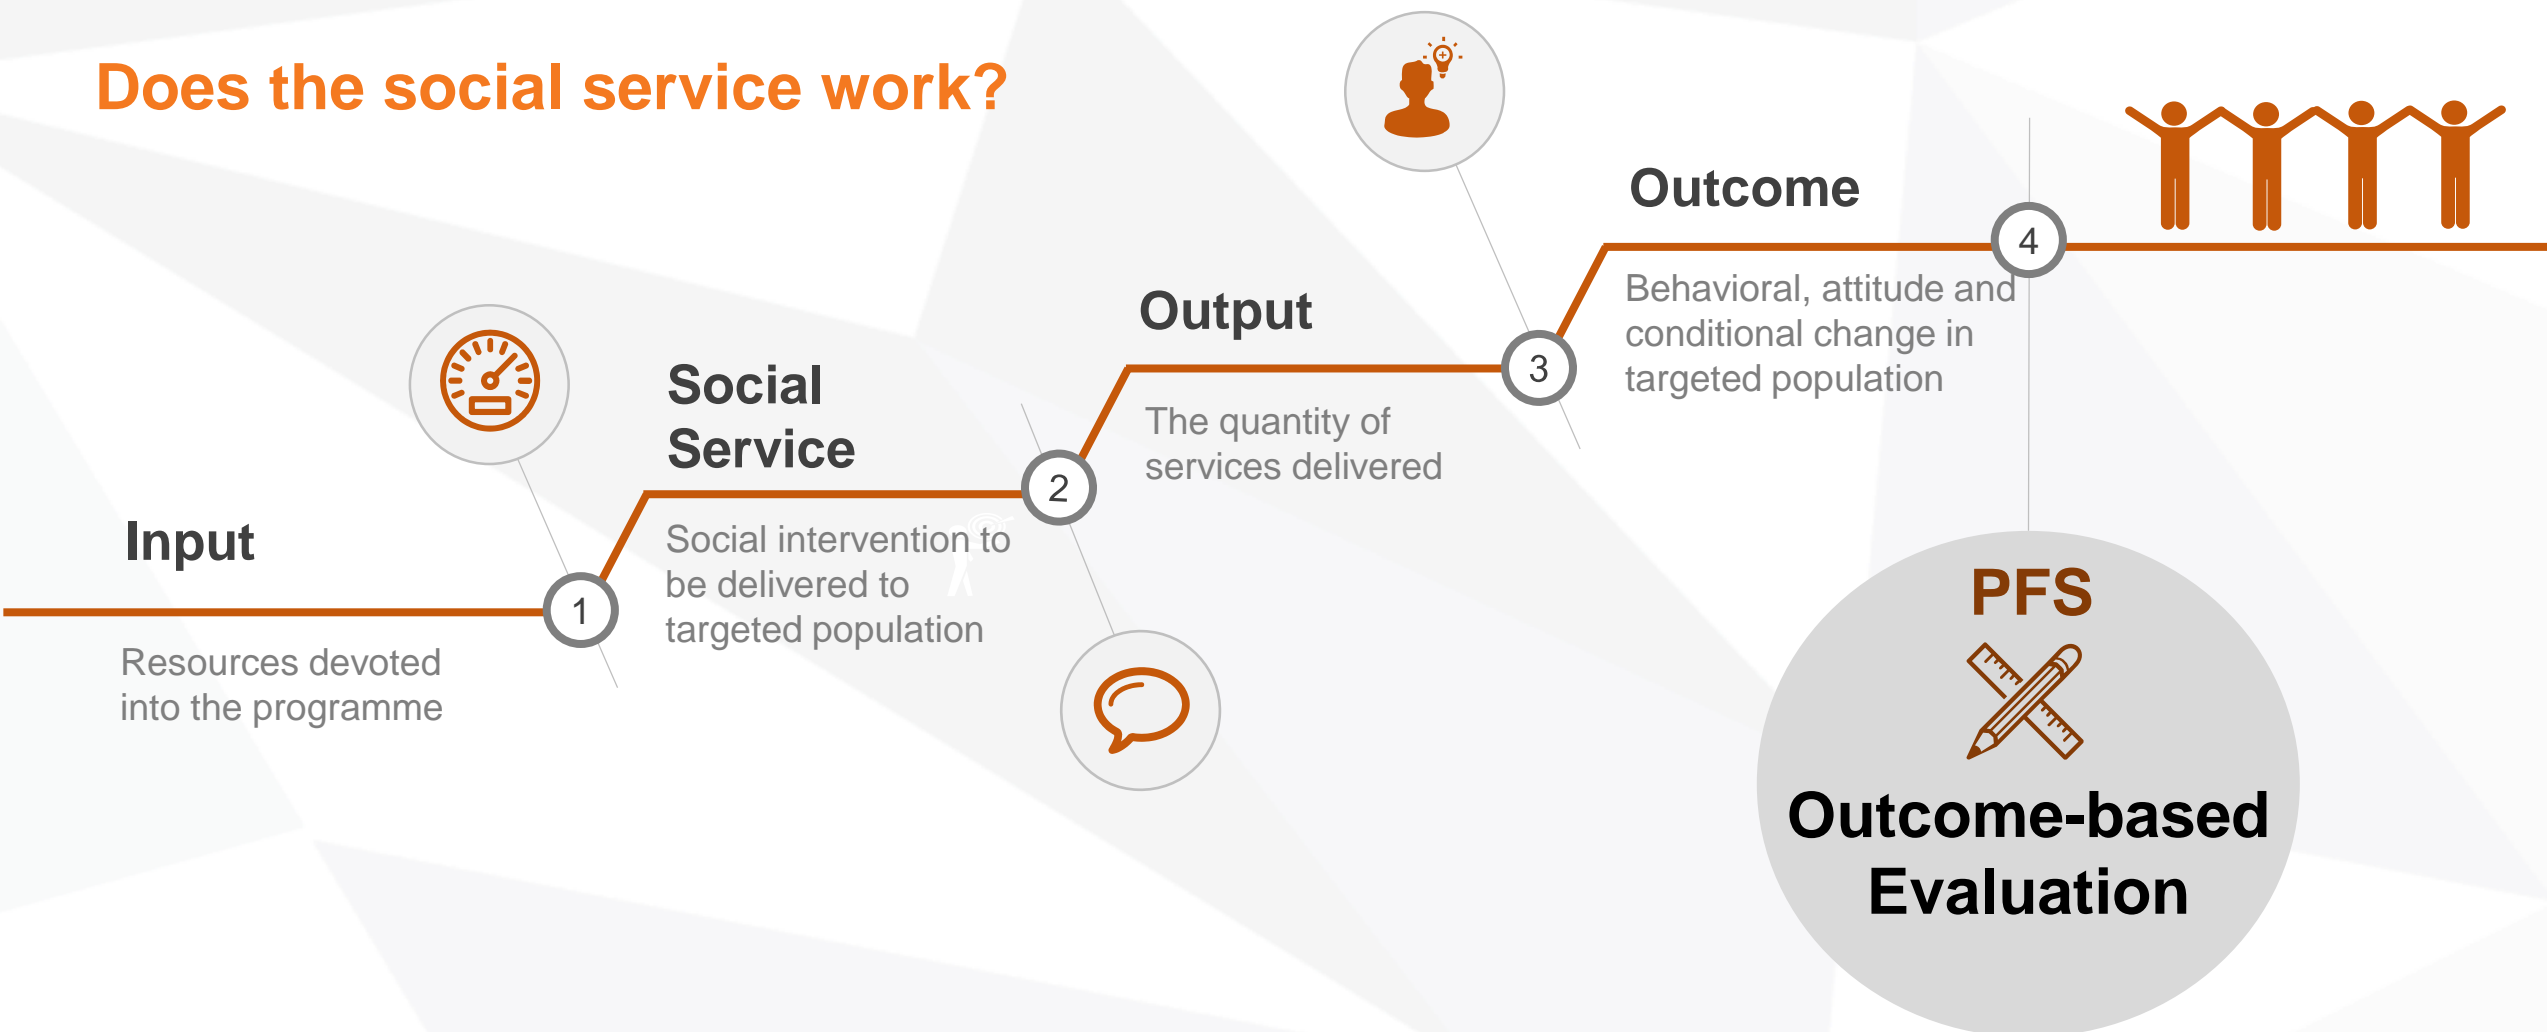 Does the social service work?
Input
Resources devoted
into the programme
1
Social
Service
Social intervention to
be delivered to
targeted population
2
Output
The quantity of
services delivered
3
Outcome
Behavioral, attitude and
conditional change in
targeted population
4
PFS
Outcome-based
Evaluation